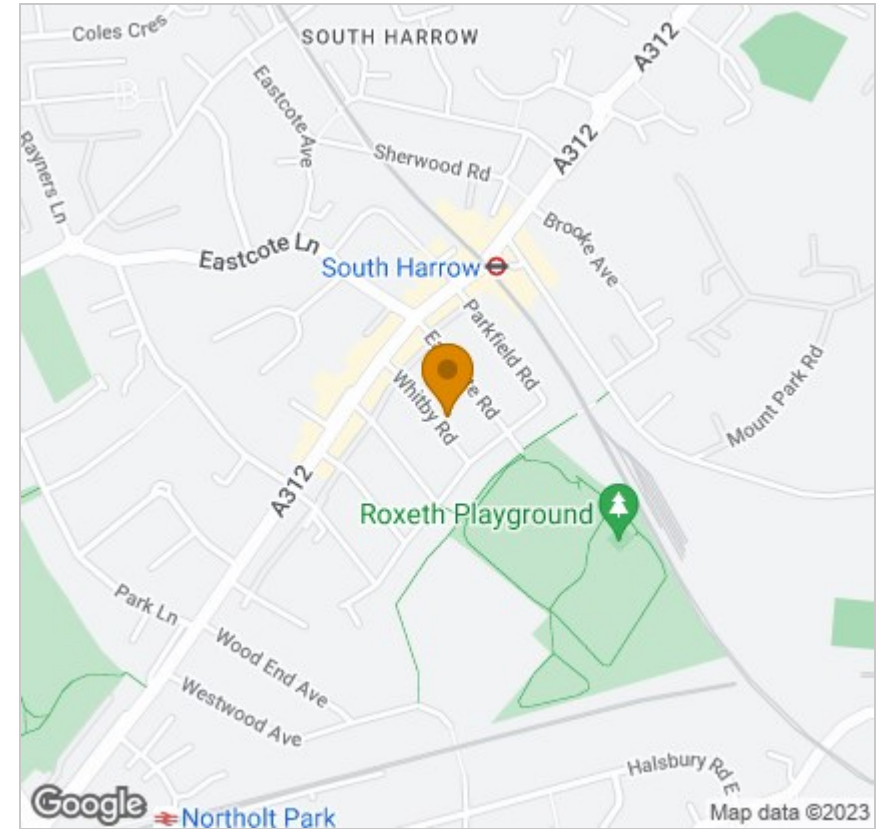 Coles Cres
SOUTH HARROW
A312
Eastcote Ave
Rayners Ln
Sherwood Rd
A312
Brooke Ave
Eastcote Ln
South Harrow
Parkfield Rd
Whitby Rd
Mount Park Rd
A312
Roxeth Playground
Park Ln
Wood End Ave
Westwood Ave
Halsbury Rd E
Google
Northolt Park
Map data ©2023